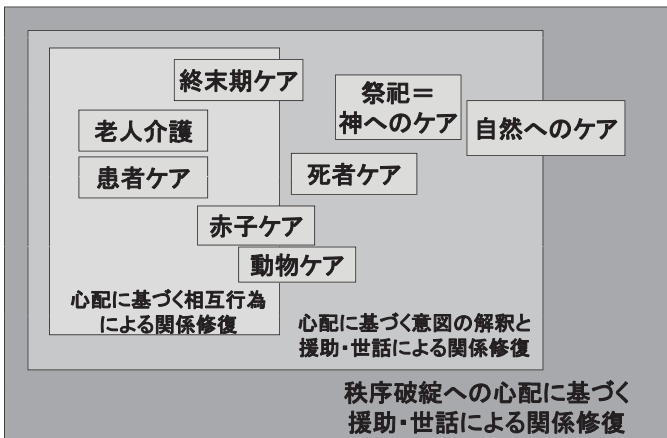 終末期ケア
祭祀＝
神へのケア
自然へのケア
老人介護
患者ケア
死者ケア
赤子ケア
動物ケア
心配に基づく相互行為
による関係修復
心配に基づく意図の解釈と
援助・世話による関係修復
秩序破綻への心配に基づく
援助・世話による関係修復